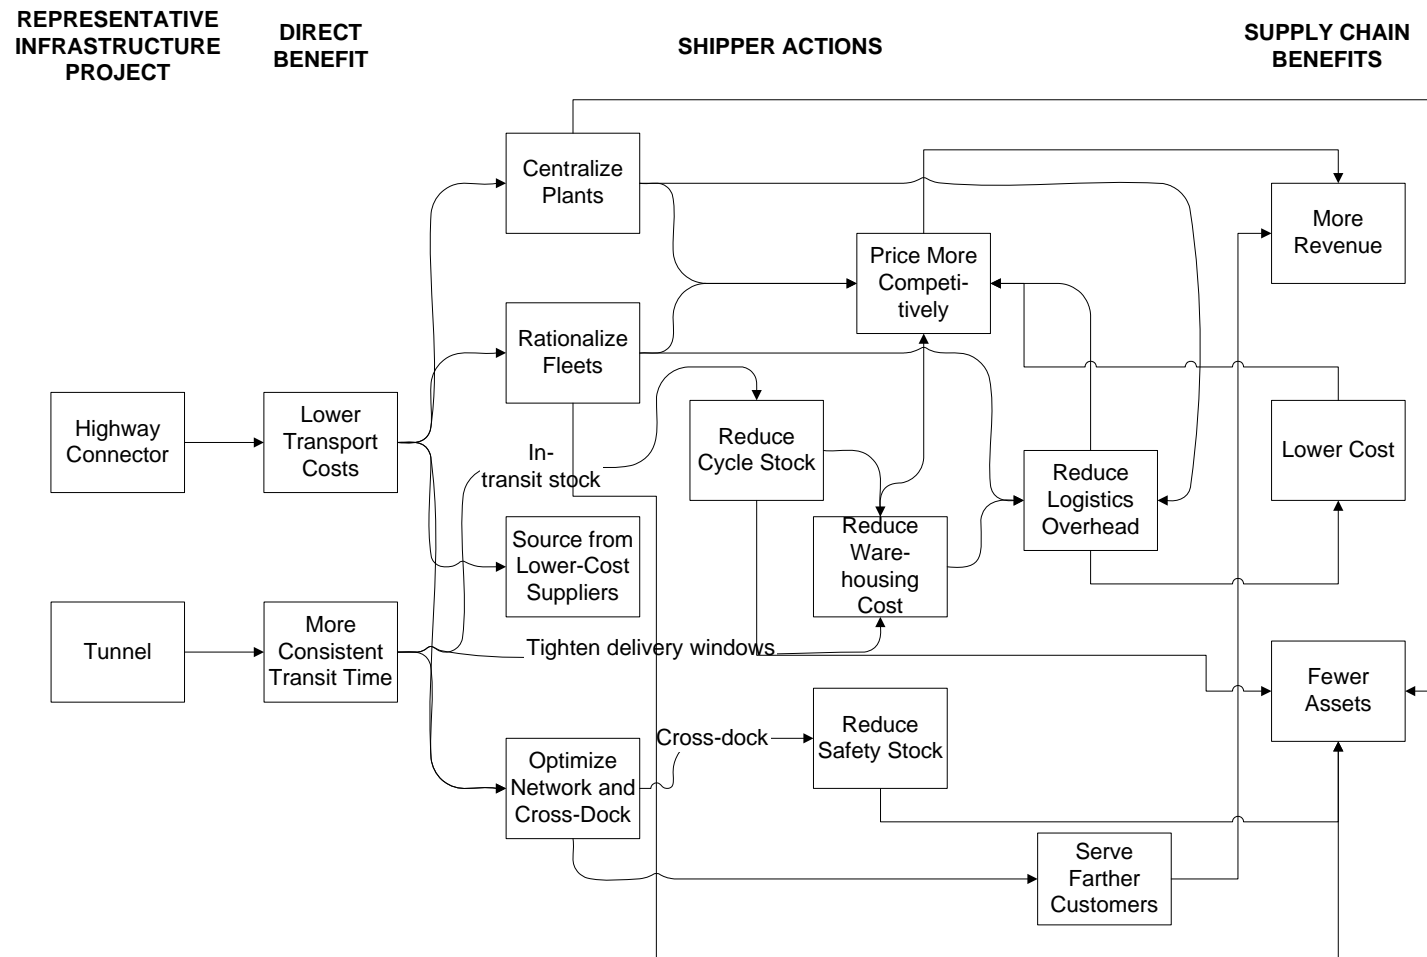 REPRESENTATIVE
INFRASTRUCTURE
PROJECT
DIRECT
BENEFIT
SHIPPER ACTIONS
SUPPLY CHAIN
BENEFITS
Centralize
Plants
More
Revenue
Price More
Competi-
tively
Rationalize
Fleets
Highway
Connector
Lower
Transport
Costs
In-
transit stock
Reduce
Cycle Stock
Reduce
Logistics
Overhead
Lower Cost
Source from
Lower-Cost
Suppliers
Reduce
Ware-
housing
Cost
Tunnel
More
Consistent
Transit Time
Tighten delivery windows
Fewer
Assets
Optimize
Network and
Cross-Dock
Cross-dock
Reduce
Safety Stock
Serve
Farther
Customers